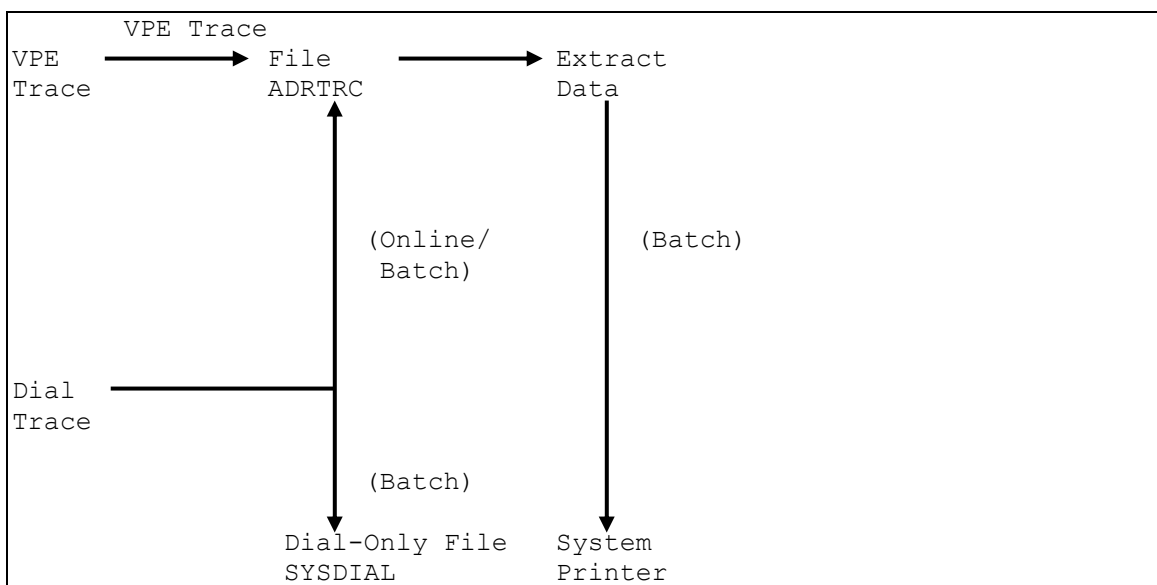 VPE Trace
VPE File Extract
Trace ADRTRC Data
(Online/ (Batch)
Batch)
Dial
Trace
(Batch)
Dial-Only File System
SYSDIAL Printer